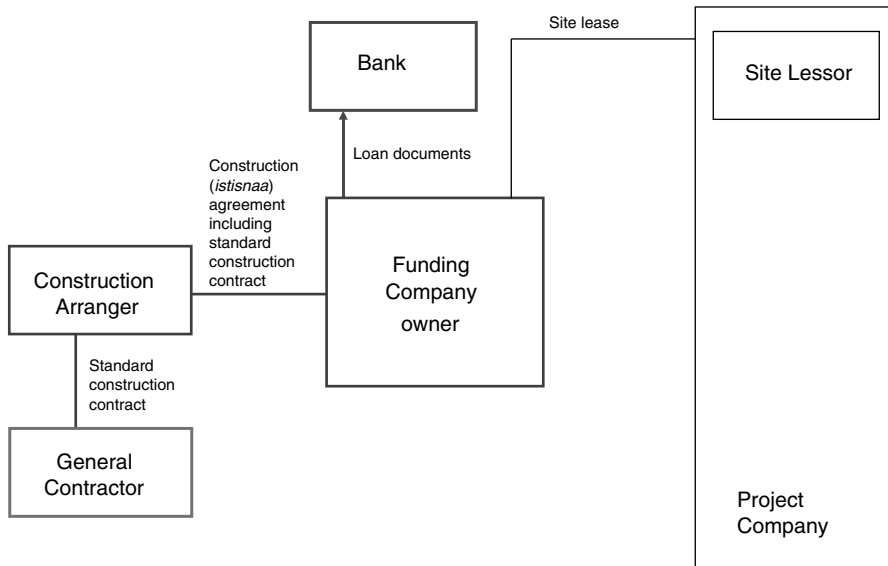 Site lease
Bank
Site Lessor
Loan documents
Construction
(istisnaa)
agreement
including
standard
construction
contract
Funding
Company
owner
Construction
Arranger
Standard
construction
contract
General
Contractor
Project
Company